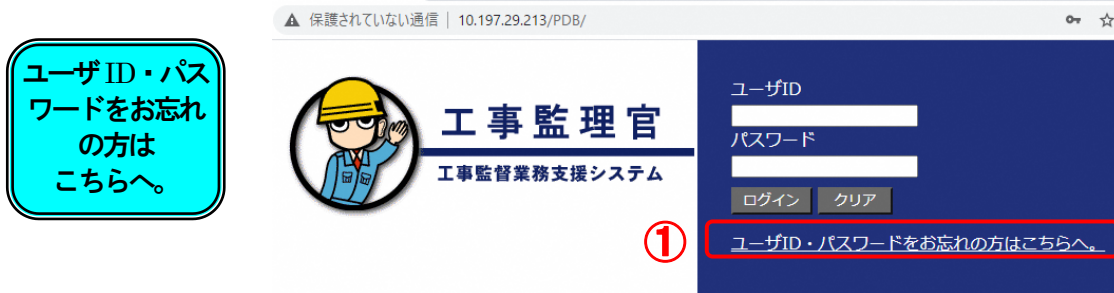 ユーザID・パス
ワードをお忘れ
の方は
こちらへ。
保護されていない通信 | 10.197.29.213/PDB/
工事監理官
工事監督業務支援システム
ユーザID
パスワード
ログイン クリア
① ユーザID・パスワードをお忘れの方はこちらへ。